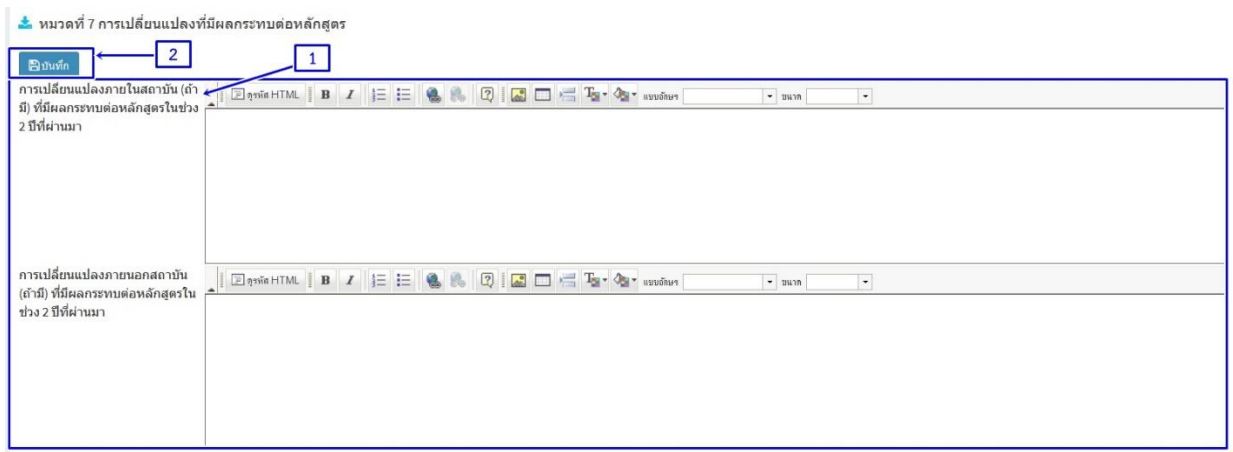 หมวดที่ 7 การเปลี่ยนแปลงที่มีผลกระทบต่อหลักสูตร
บันทึก
2
1
การเปลี่ยนแปลงภายในสถาบัน (ถ้า
มี) ที่มีผลกระทบต่อหลักสูตรในช่วง
2 ปีที่ผ่านมา
ดูรหัส HTML B I แบบอักษร ขนาด
การเปลี่ยนแปลงภายนอกสถาบัน
(ถ้ามี) ที่มีผลกระทบต่อหลักสูตรใน
ช่วง 2 ปีที่ผ่านมา
ดูรหัส HTML B I แบบอักษร ขนาด